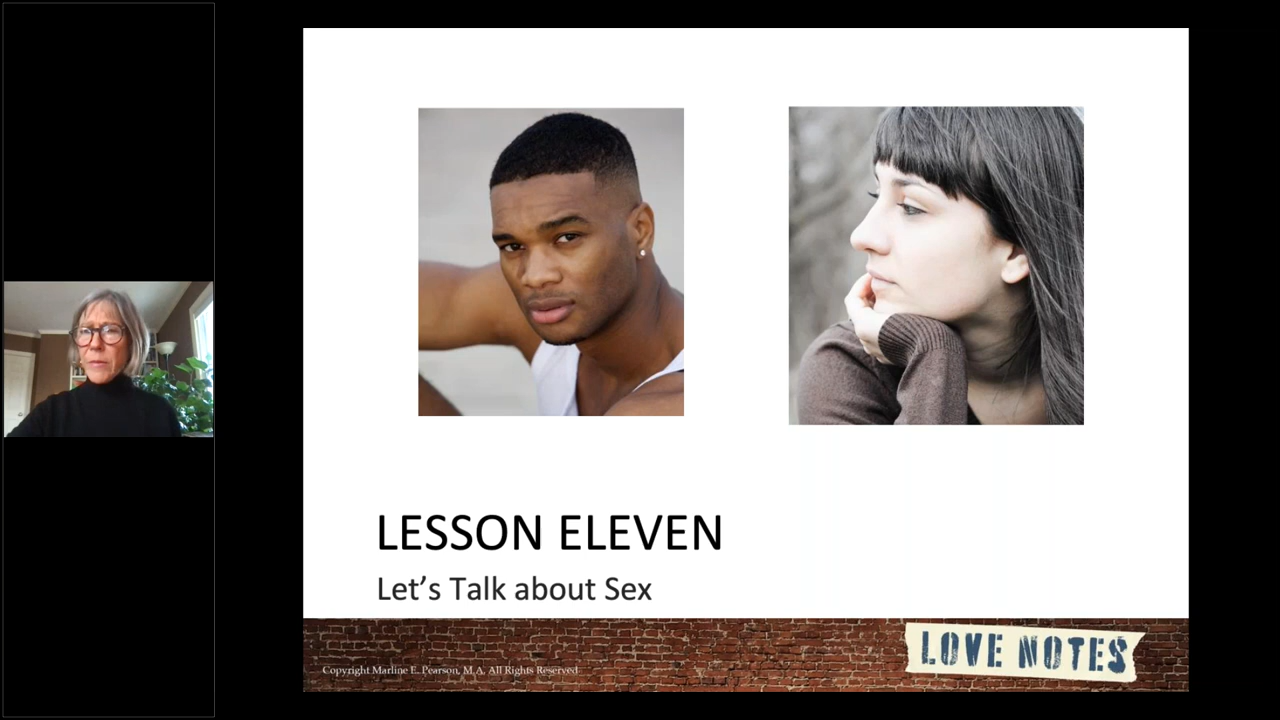 LESSON ELEVEN
Let’s Talk about Sex
Copyright Marline E. Pearson, M.A. All Rights Reserved
LOVE NOTES